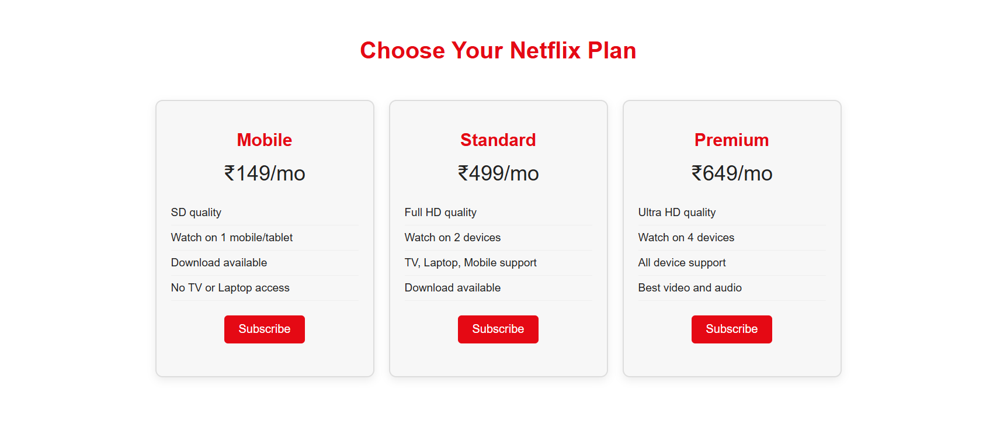 Choose Your Netflix Plan
Mobile
₹149/mo
SD quality
Watch on 1 mobile/tablet
Download available
No TV or Laptop access
Subscribe
Standard
₹499/mo
Full HD quality
Watch on 2 devices
TV, Laptop, Mobile support
Download available
Subscribe
Premium
₹649/mo
Ultra HD quality
Watch on 4 devices
All device support
Best video and audio
Subscribe